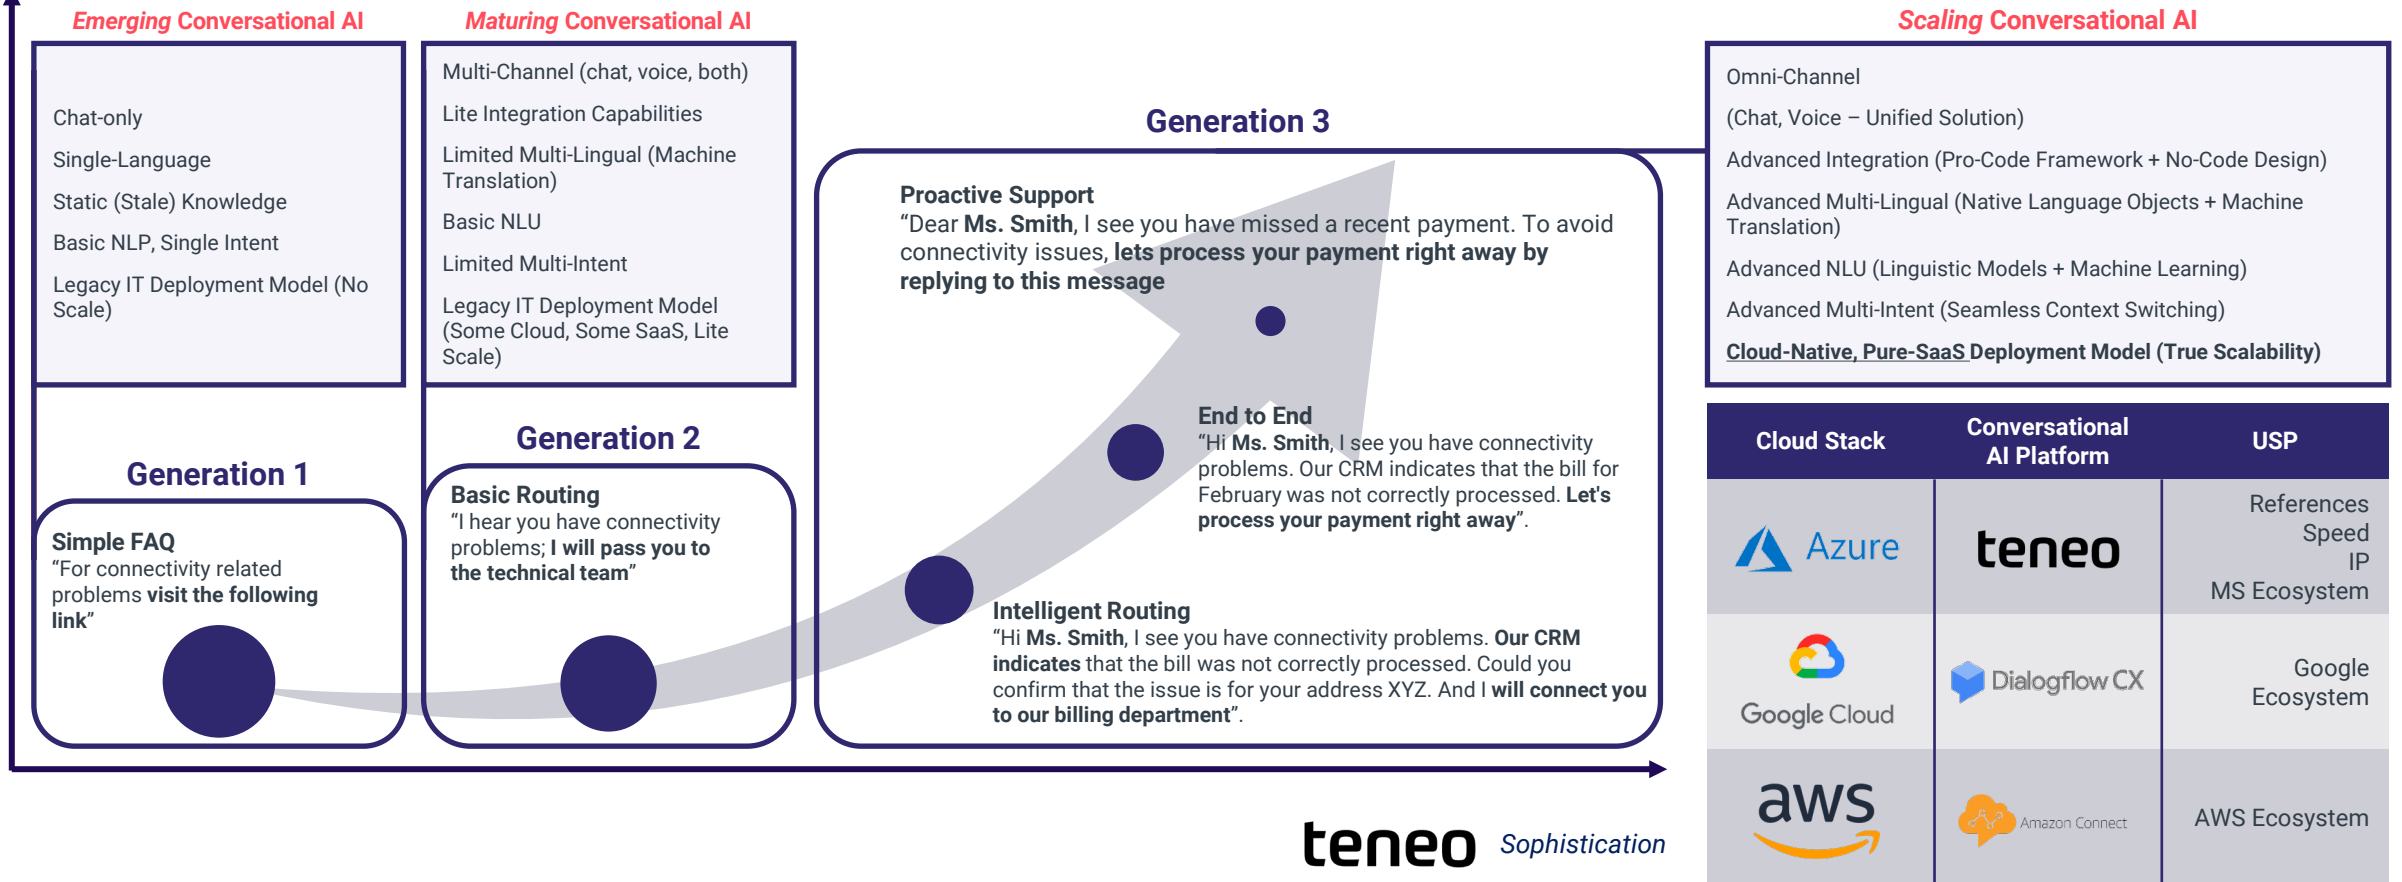 Emerging Conversational AI
Chat-only
Single-Language
Static (Stale) Knowledge
Basic NLP, Single Intent
Legacy IT Deployment Model (No
Scale)
Generation 1
Simple FAQ
“For connectivity related
problems visit the following
link”
Maturing Conversational AI
Multi-Channel (chat, voice, both)
Lite Integration Capabilities
Limited Multi-Lingual (Machine
Translation)
Basic NLU
Limited Multi-Intent
Legacy IT Deployment Model
(Some Cloud, Some SaaS, Lite
Scale)
Generation 2
Basic Routing
“I hear you have connectivity
problems; I will pass you to
the technical team”
Generation 3
Proactive Support
“Dear Ms. Smith, I see you have missed a recent payment. To avoid
connectivity issues, lets process your payment right away by
replying to this message
End to End
“Hi Ms. Smith, I see you have connectivity
problems. Our CRM indicates that the bill for
February was not correctly processed. Let's
process your payment right away”.
Intelligent Routing
“Hi Ms. Smith, I see you have connectivity problems. Our CRM
indicates that the bill was not correctly processed. Could you
confirm that the issue is for your address XYZ. And I will connect you
to our billing department”.
Scaling Conversational AI
Omni-Channel
(Chat, Voice – Unified Solution)
Advanced Integration (Pro-Code Framework + No-Code Design)
Advanced Multi-Lingual (Native Language Objects + Machine
Translation)
Advanced NLU (Linguistic Models + Machine Learning)
Advanced Multi-Intent (Seamless Context Switching)
Cloud-Native, Pure-SaaS Deployment Model (True Scalability)
Cloud Stack
Conversational
AI Platform
USP
Azure
teneo
References
Speed
IP
MS Ecosystem
Google Cloud
Dialogflow CX
Google
Ecosystem
aws
Amazon Connect
AWS Ecosystem
teneo
Sophistication